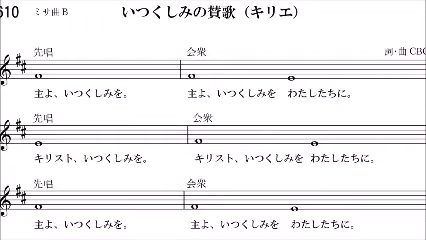 610 ミサ曲 B いつくしみの賛歌（キリエ）
先唱 会衆 詞・曲 CBC
主よ、いつくしみを。 主よ、いつくしみを わたしたちに。
先唱 会衆
キリスト、いつくしみを。 キリスト、いつくしみを わたしたちに。
先唱 会衆
主よ、いつくしみを。 主よ、いつくしみを わたしたちに。